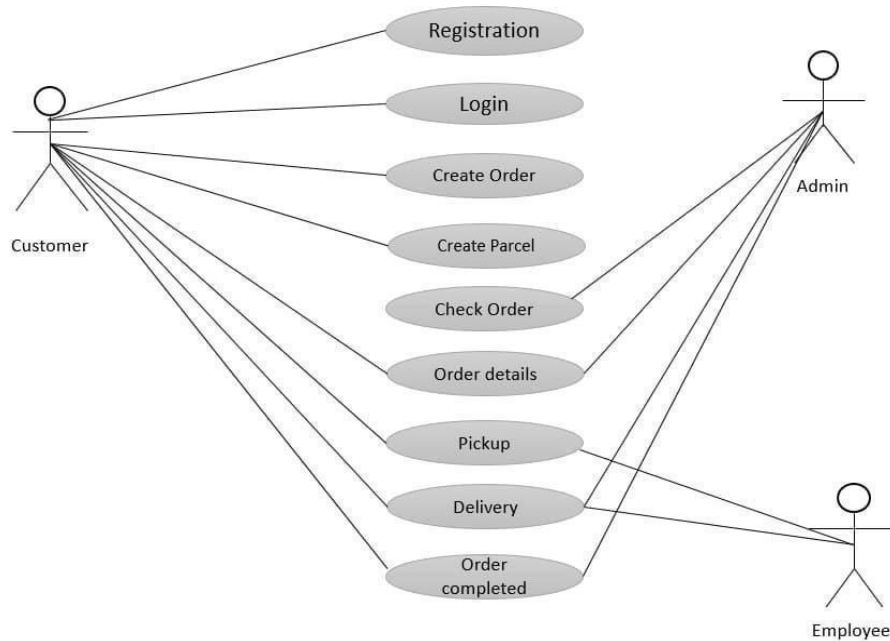 Registration
Login
Admin
Create Order
Customer
Create Parcel
Check Order
Order details
Pickup
Delivery
Order
completed
Employee